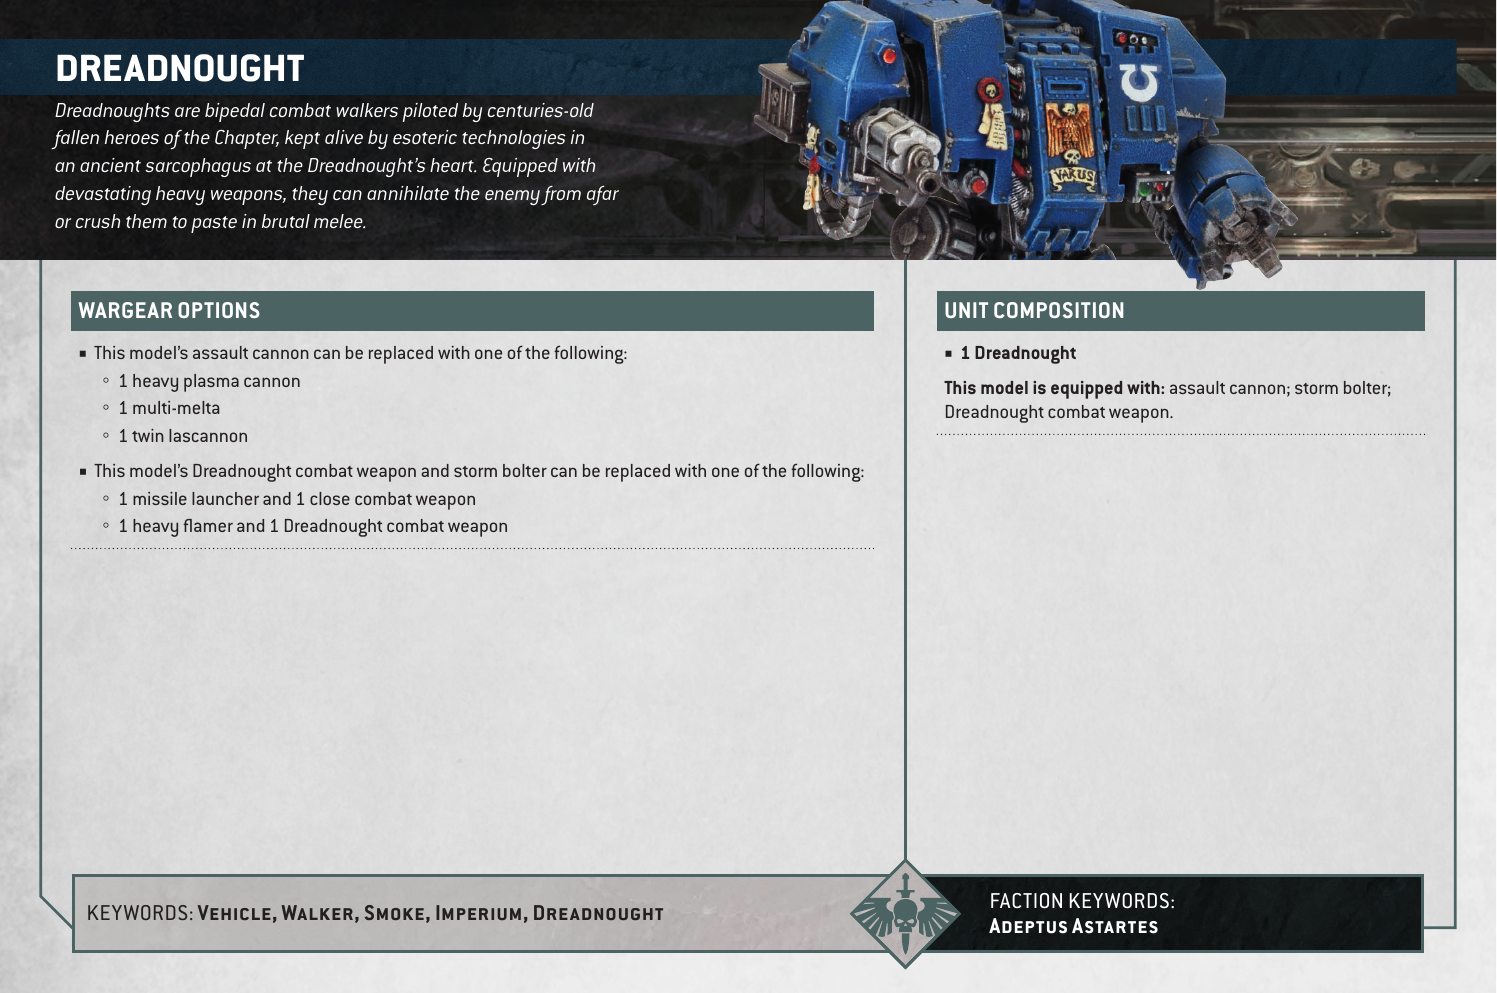 DREADNOUGHT
Dreadnoughts are bipedal combat walkers piloted by centuries-old
fallen heroes of the Chapter, kept alive by esoteric technologies in
an ancient sarcophagus at the Dreadnought's heart. Equipped with
devastating heavy weapons, they can annihilate the enemy from afar
or crush them to paste in brutal melee.
VARUS
WARGEAR OPTIONS
■ This model's assault cannon can be replaced with one of the following:
◦ 1 heavy plasma cannon
◦ 1 multi-melta
◦ 1 twin lascannon
■ This model's Dreadnought combat weapon and storm bolter can be replaced with one of the following:
◦ 1 missile launcher and 1 close combat weapon
◦ 1 heavy flamer and 1 Dreadnought combat weapon
UNIT COMPOSITION
■ 1 Dreadnought
This model is equipped with: assault cannon; storm bolter;
Dreadnought combat weapon.
KEYWORDS: VEHICLE, WALKER, SMOKE, IMPERIUM, DREADNOUGHT
FACTION KEYWORDS:
ADEPTUS ASTARTES